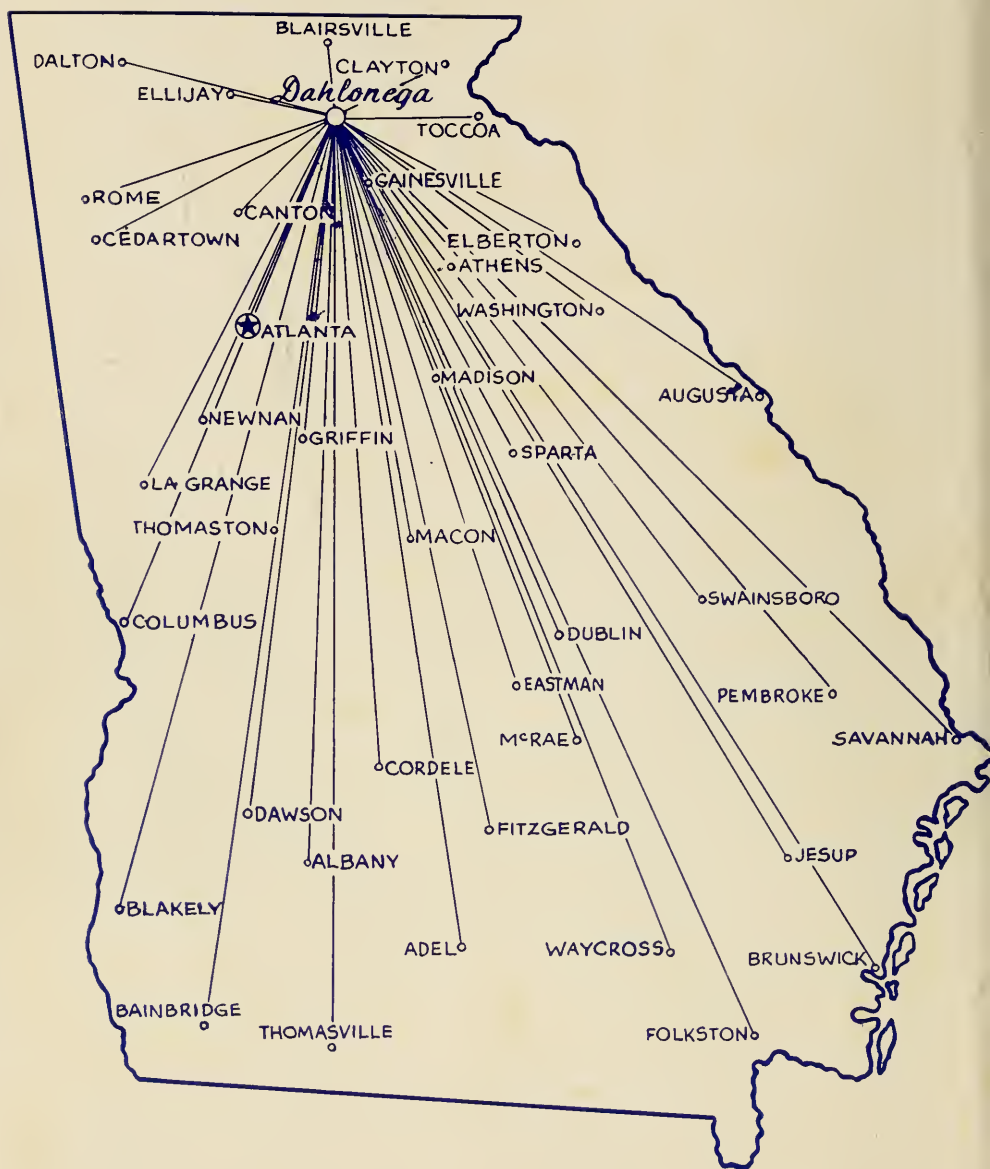 BLAIRSVILLE
DALTON
CLAYTON
ELLIJAY
Dahlonega
TOCCOA
GAINESVILLE
ROME
CANTON
CEDARTOWN
ELBERTON
ATHENS
WASHINGTON
ATLANTA
MADISON
AUGUSTA
NEWNAN
GRIFFIN
SPARTA
LA GRANGE
THOMASTON
MACON
SWAINSBORO
COLUMBUS
DUBLIN
EASTMAN
PEMBROKE
McRAE
SAVANNAH
CORDELE
DAWSON
FITZGERALD
ALBANY
JESUP
BLAKELY
ADEL
WAYCROSS
BRUNSWICK
BAINBRIDGE
THOMASVILLE
FOLKSTON